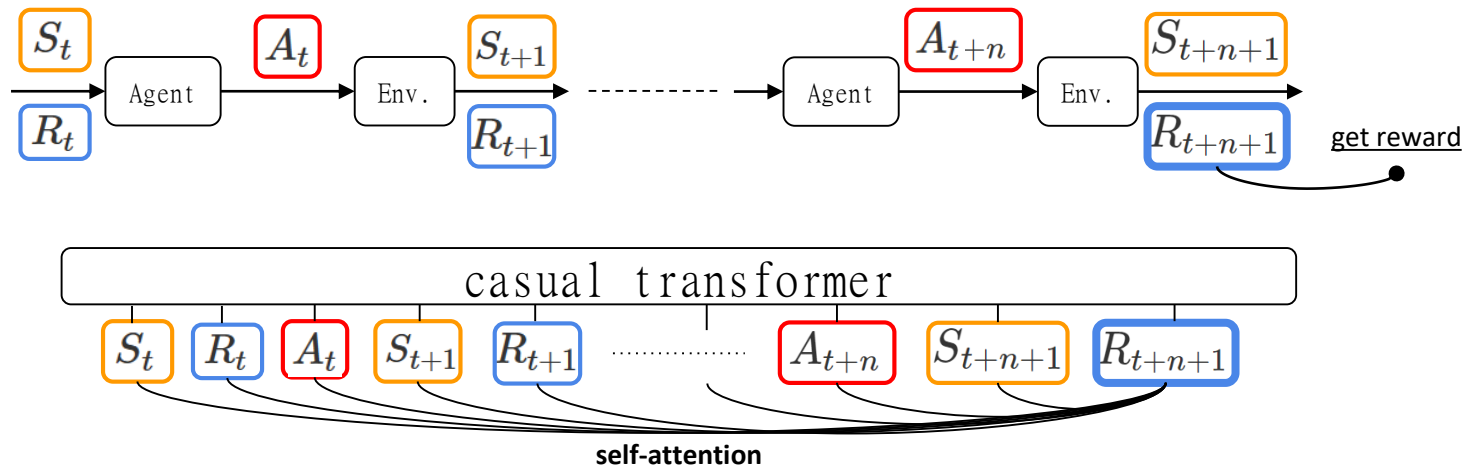 S_t A_t S_{t+1} A_{t+n} S_{t+n+1}
Agent Env. Agent Env.
R_t R_{t+1} R_{t+n+1} get reward
casual transformer
S_t R_t A_t S_{t+1} R_{t+1} A_{t+n} S_{t+n+1} R_{t+n+1}
self-attention